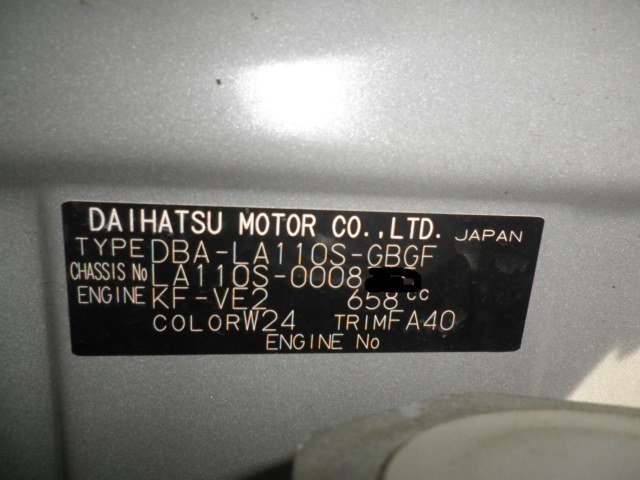 DAIHATSU MOTOR CO.,LTD. JAPAN
TYPE DBA-LA110S-GBGF
CHASSIS No LA110S-0008
ENGINE KF-VE2 658cc
COLOR W24 TRIM FA40
ENGINE No